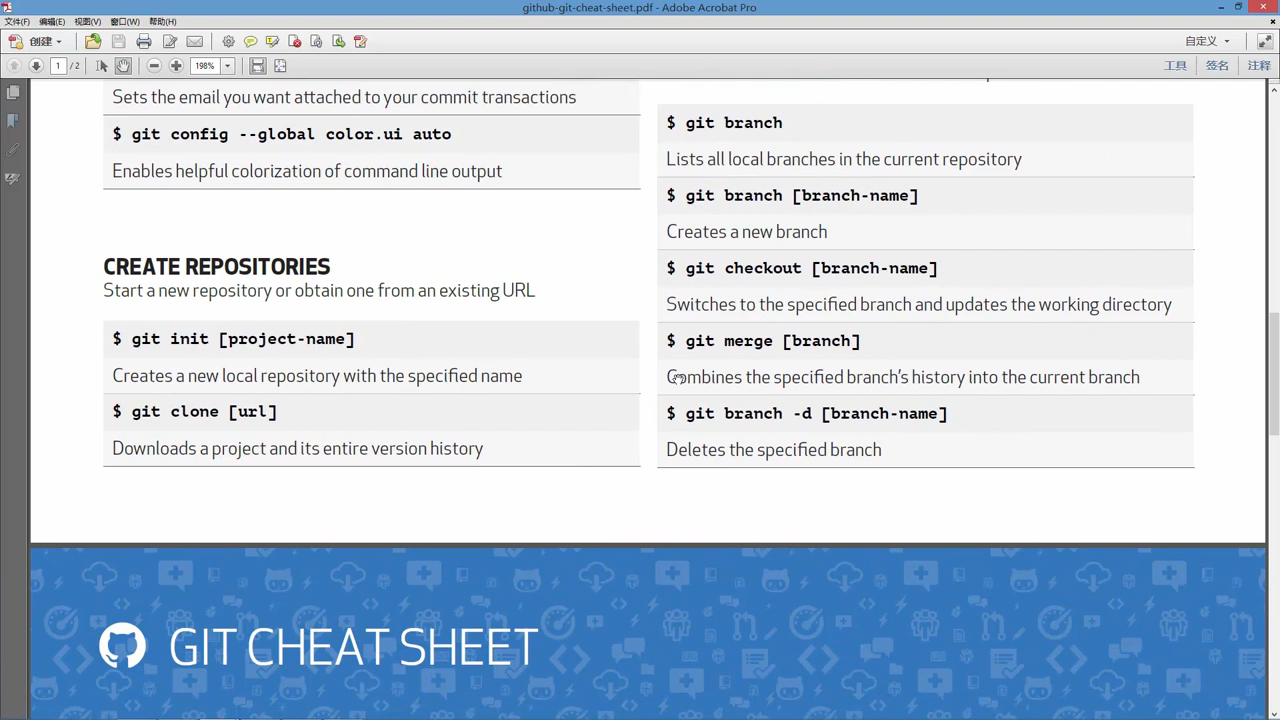 github-git-cheat-sheet.pdf - Adobe Acrobat Pro
文件(F) 编辑(E) 视图(V) 窗口(W) 帮助(H)
创建
自定义
1 / 2
198%
工具 签名 注释
Sets the email you want attached to your commit transactions
$ git config --global color.ui auto
Enables helpful colorization of command line output
CREATE REPOSITORIES
Start a new repository or obtain one from an existing URL
$ git init [project-name]
Creates a new local repository with the specified name
$ git clone [url]
Downloads a project and its entire version history
$ git branch
Lists all local branches in the current repository
$ git branch [branch-name]
Creates a new branch
$ git checkout [branch-name]
Switches to the specified branch and updates the working directory
$ git merge [branch]
Combines the specified branch's history into the current branch
$ git branch -d [branch-name]
Deletes the specified branch
GIT CHEAT SHEET